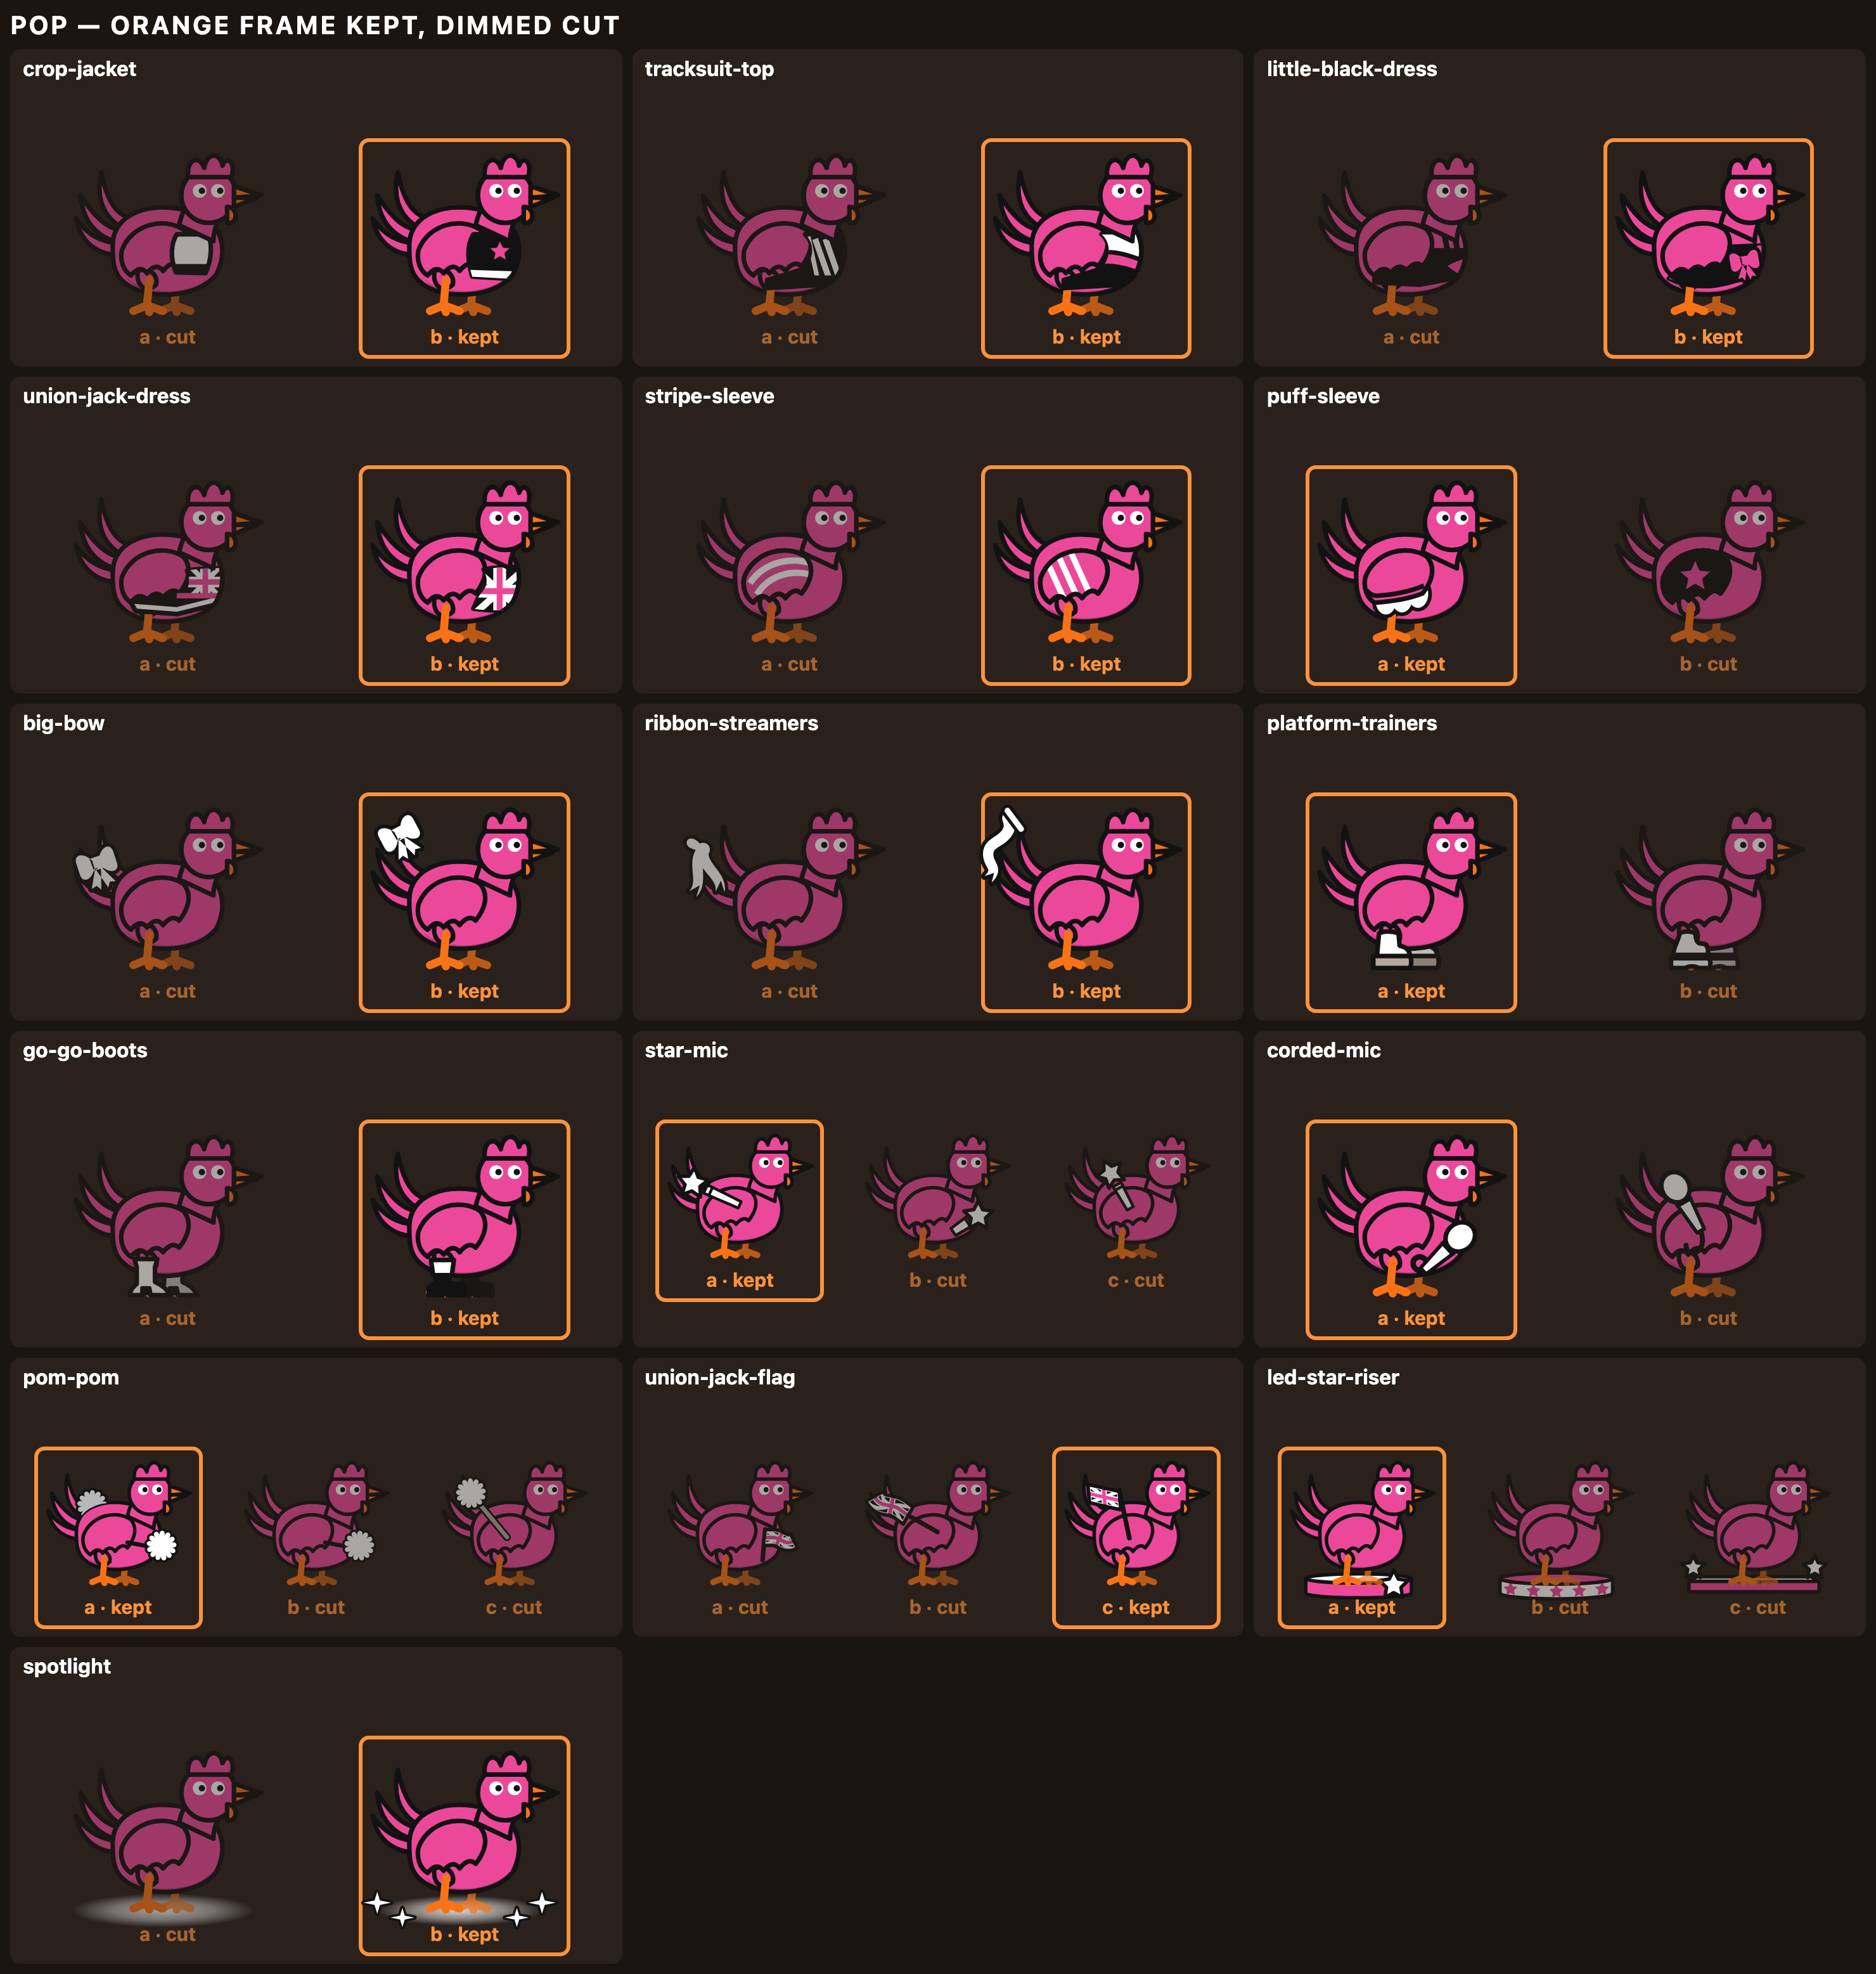 POP — ORANGE FRAME KEPT, DIMMED CUT
crop-jacket
a · cut
b · kept
tracksuit-top
a · cut
b · kept
little-black-dress
a · cut
b · kept
union-jack-dress
a · cut
b · kept
stripe-sleeve
a · cut
b · kept
puff-sleeve
a · kept
b · cut
big-bow
a · cut
b · kept
ribbon-streamers
a · cut
b · kept
platform-trainers
a · kept
b · cut
go-go-boots
a · cut
b · kept
star-mic
a · kept
b · cut
c · cut
corded-mic
a · kept
b · cut
pom-pom
a · kept
b · cut
c · cut
union-jack-flag
a · cut
b · cut
c · kept
led-star-riser
a · kept
b · cut
c · cut
spotlight
a · cut
b · kept